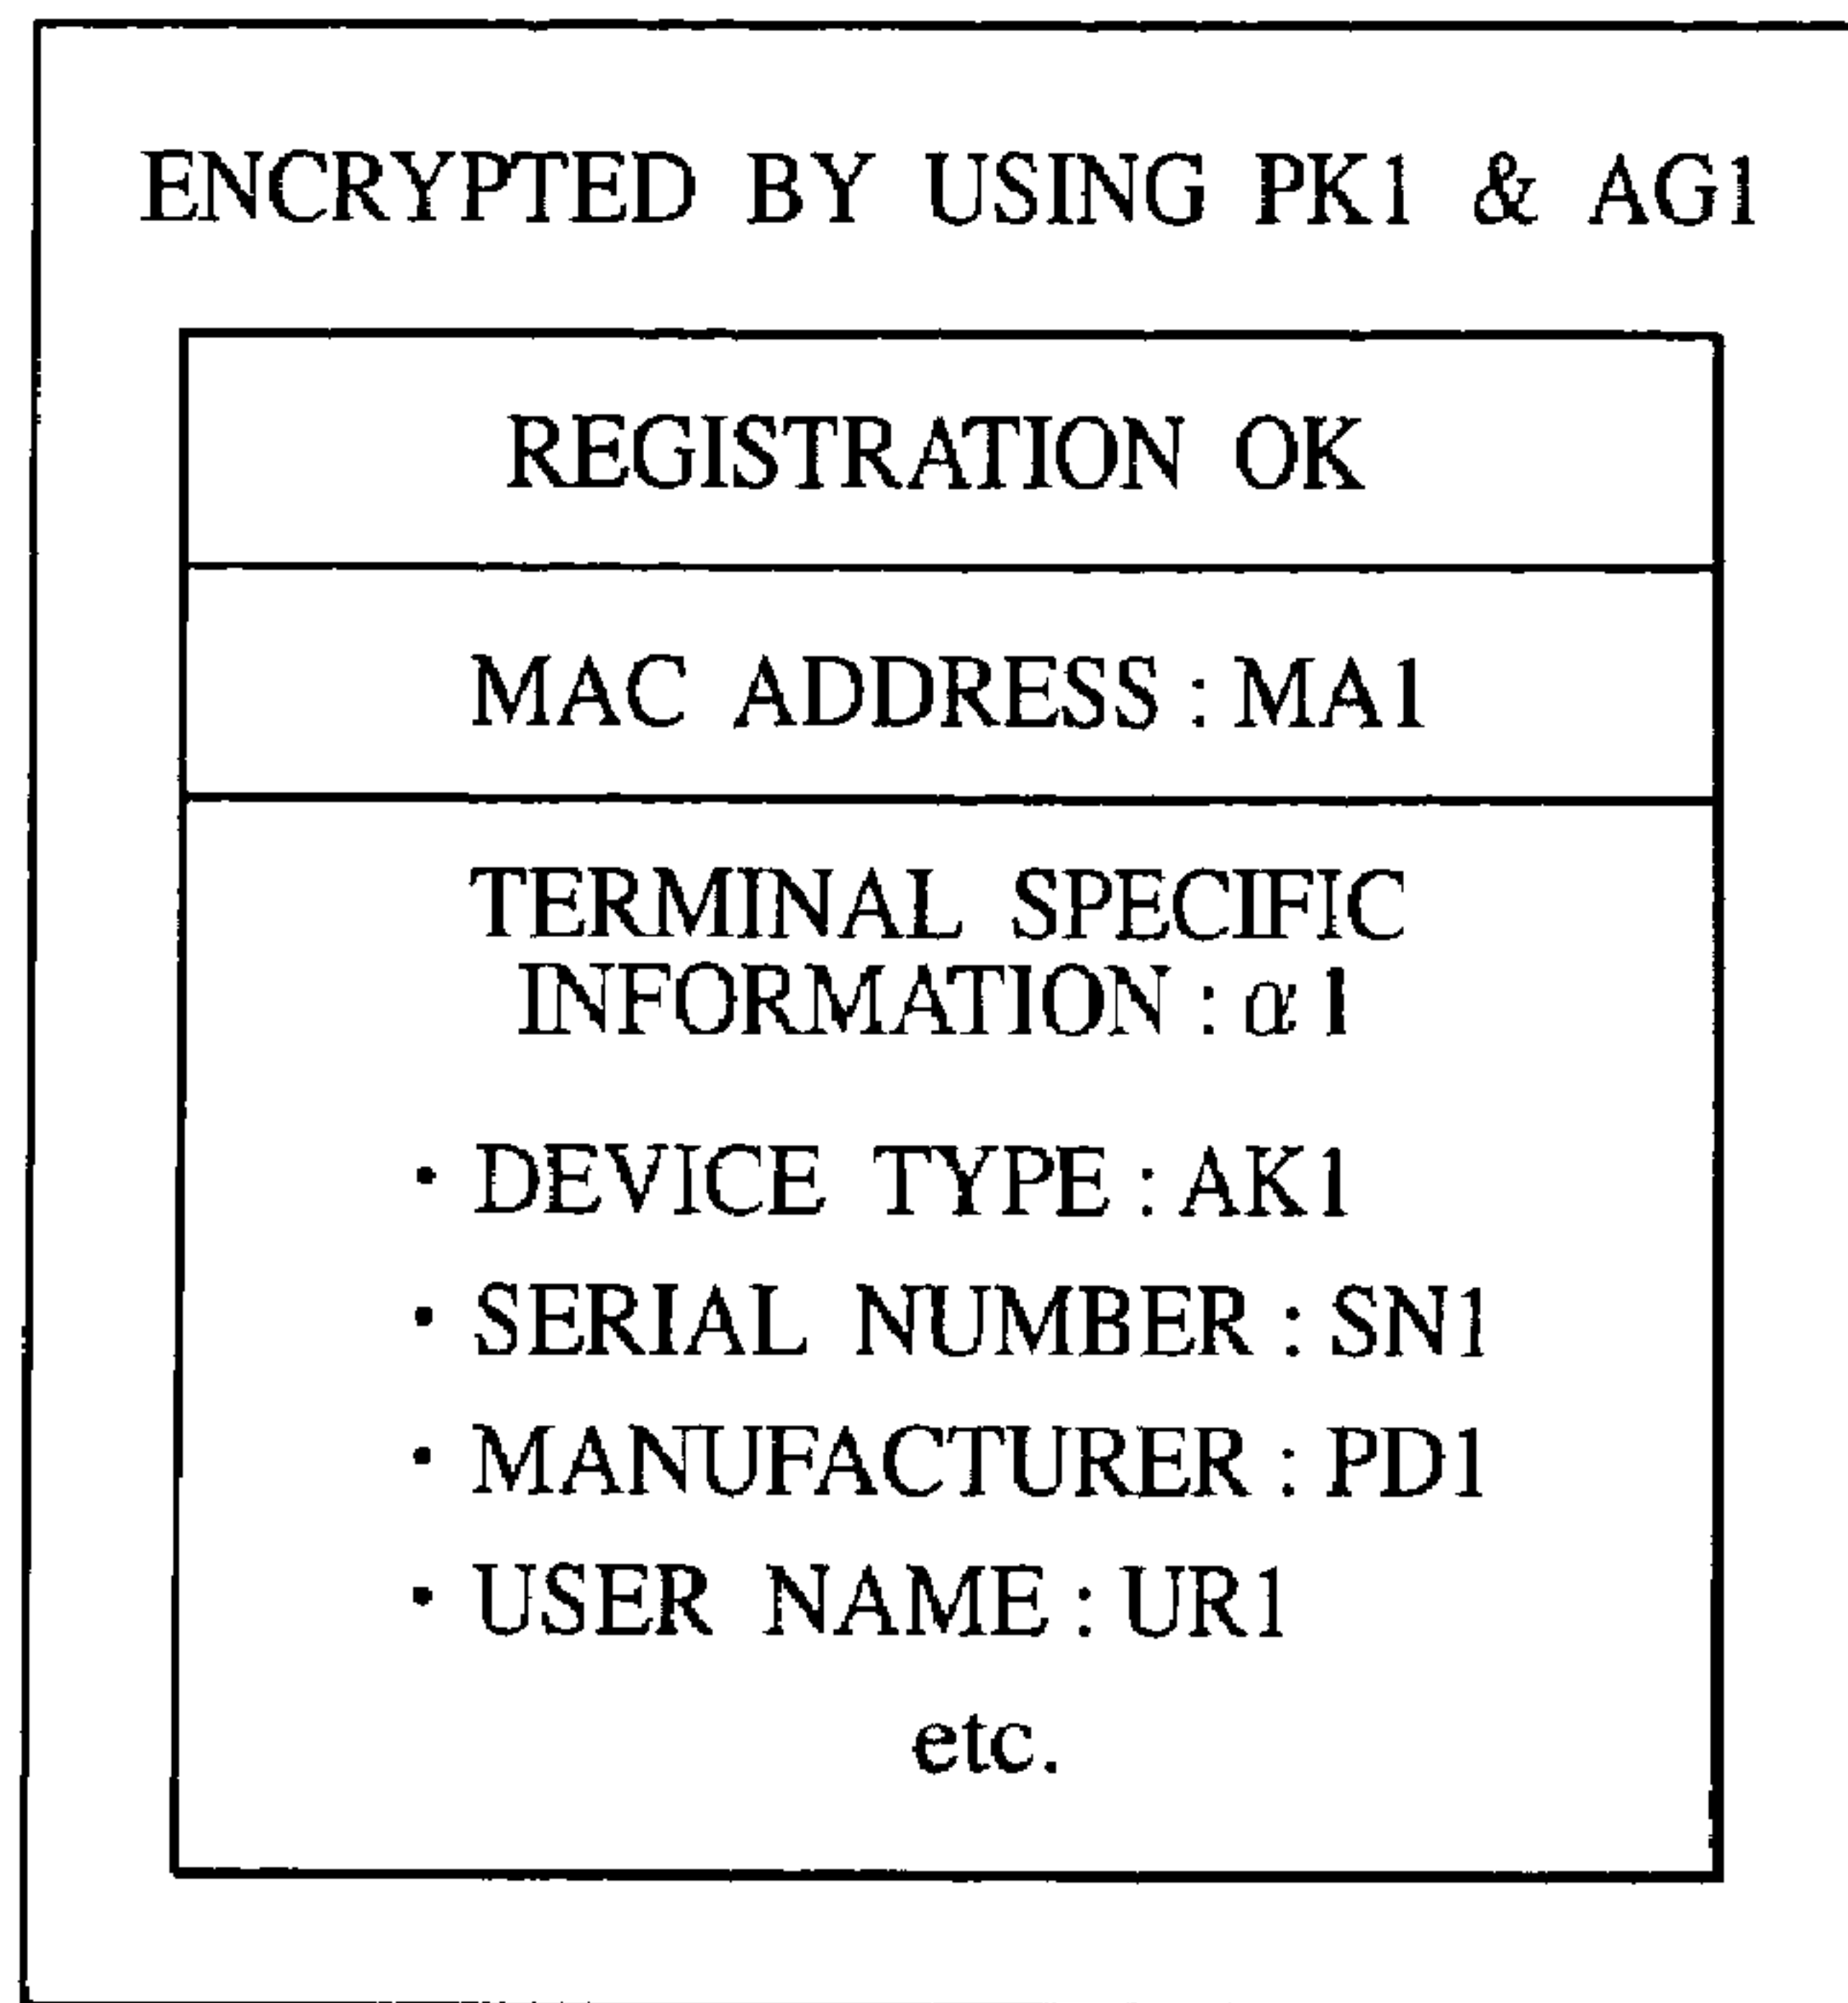 ENCRYPTED BY USING PK1 & AG1
REGISTRATION OK
MAC ADDRESS : MA1
TERMINAL SPECIFIC
INFORMATION : α1
· DEVICE TYPE : AK1
· SERIAL NUMBER : SN1
· MANUFACTURER : PD1
· USER NAME : UR1
etc.